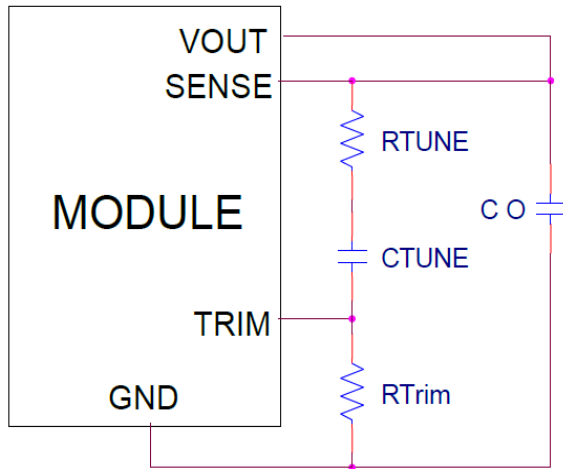 VOUT
SENSE
RTUNE
MODULE
C O
CTUNE
TRIM
GND
RTrim